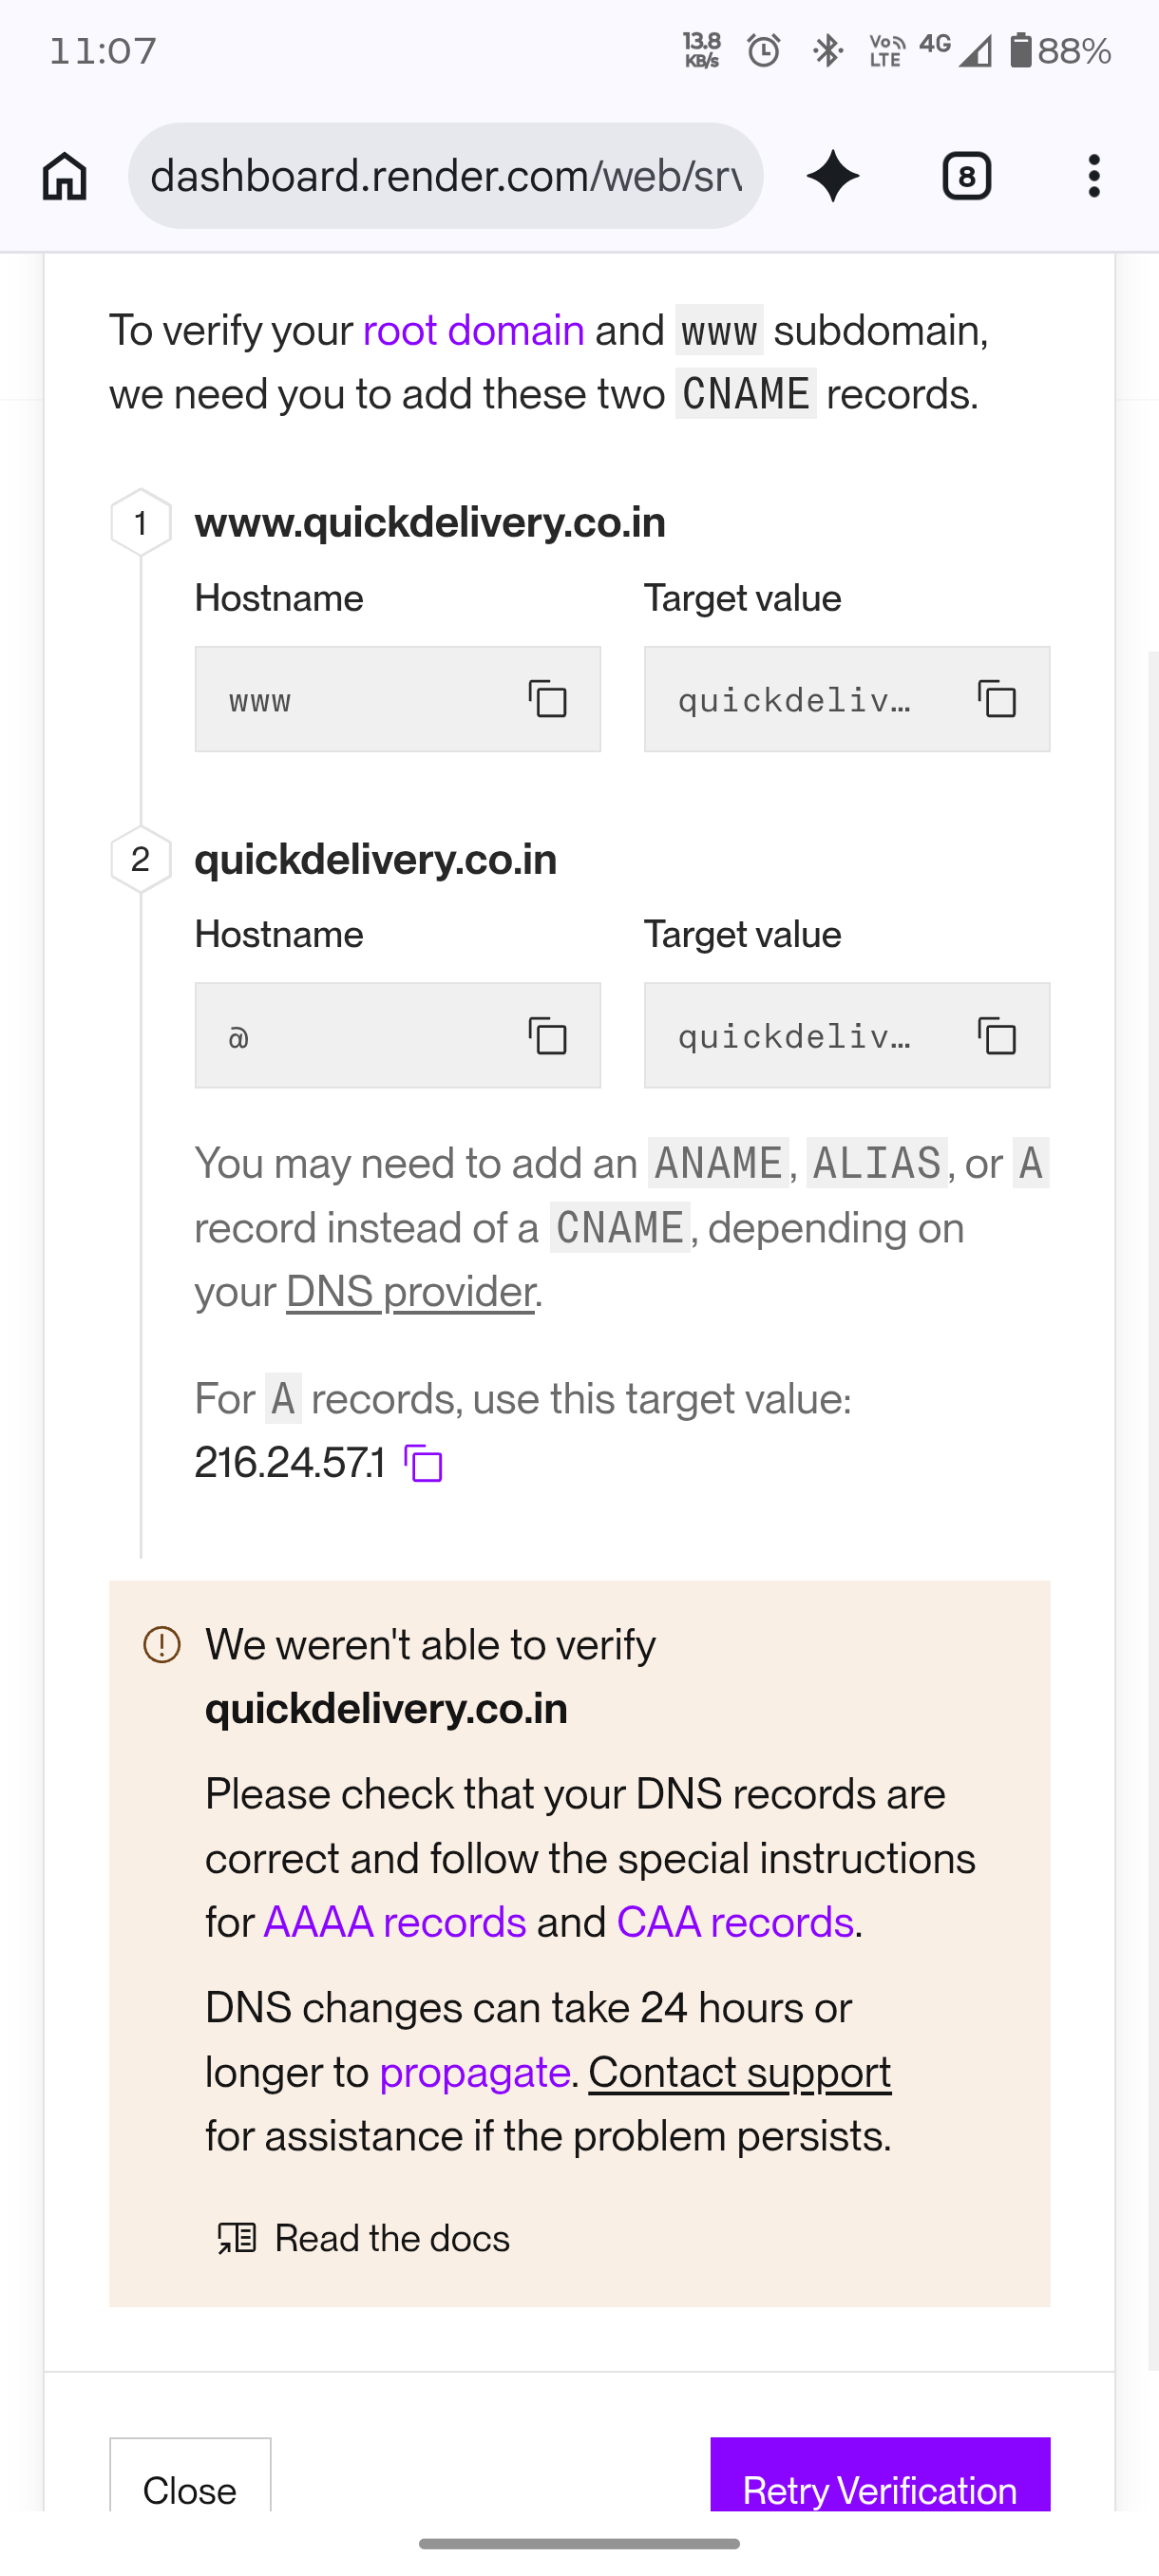 11:07
13.8 KB/s
Vo LTE 4G 88%
dashboard.render.com/web/srv
8
To verify your root domain and www subdomain,
we need you to add these two CNAME records.
1 www.quickdelivery.co.in
Hostname Target value
www quickdeliv…
2 quickdelivery.co.in
Hostname Target value
@ quickdeliv…
You may need to add an ANAME, ALIAS, or A
record instead of a CNAME, depending on
your DNS provider.
For A records, use this target value:
216.24.57.1
We weren't able to verify
quickdelivery.co.in
Please check that your DNS records are
correct and follow the special instructions
for AAAA records and CAA records.
DNS changes can take 24 hours or
longer to propagate. Contact support
for assistance if the problem persists.
Read the docs
Close Retry Verification